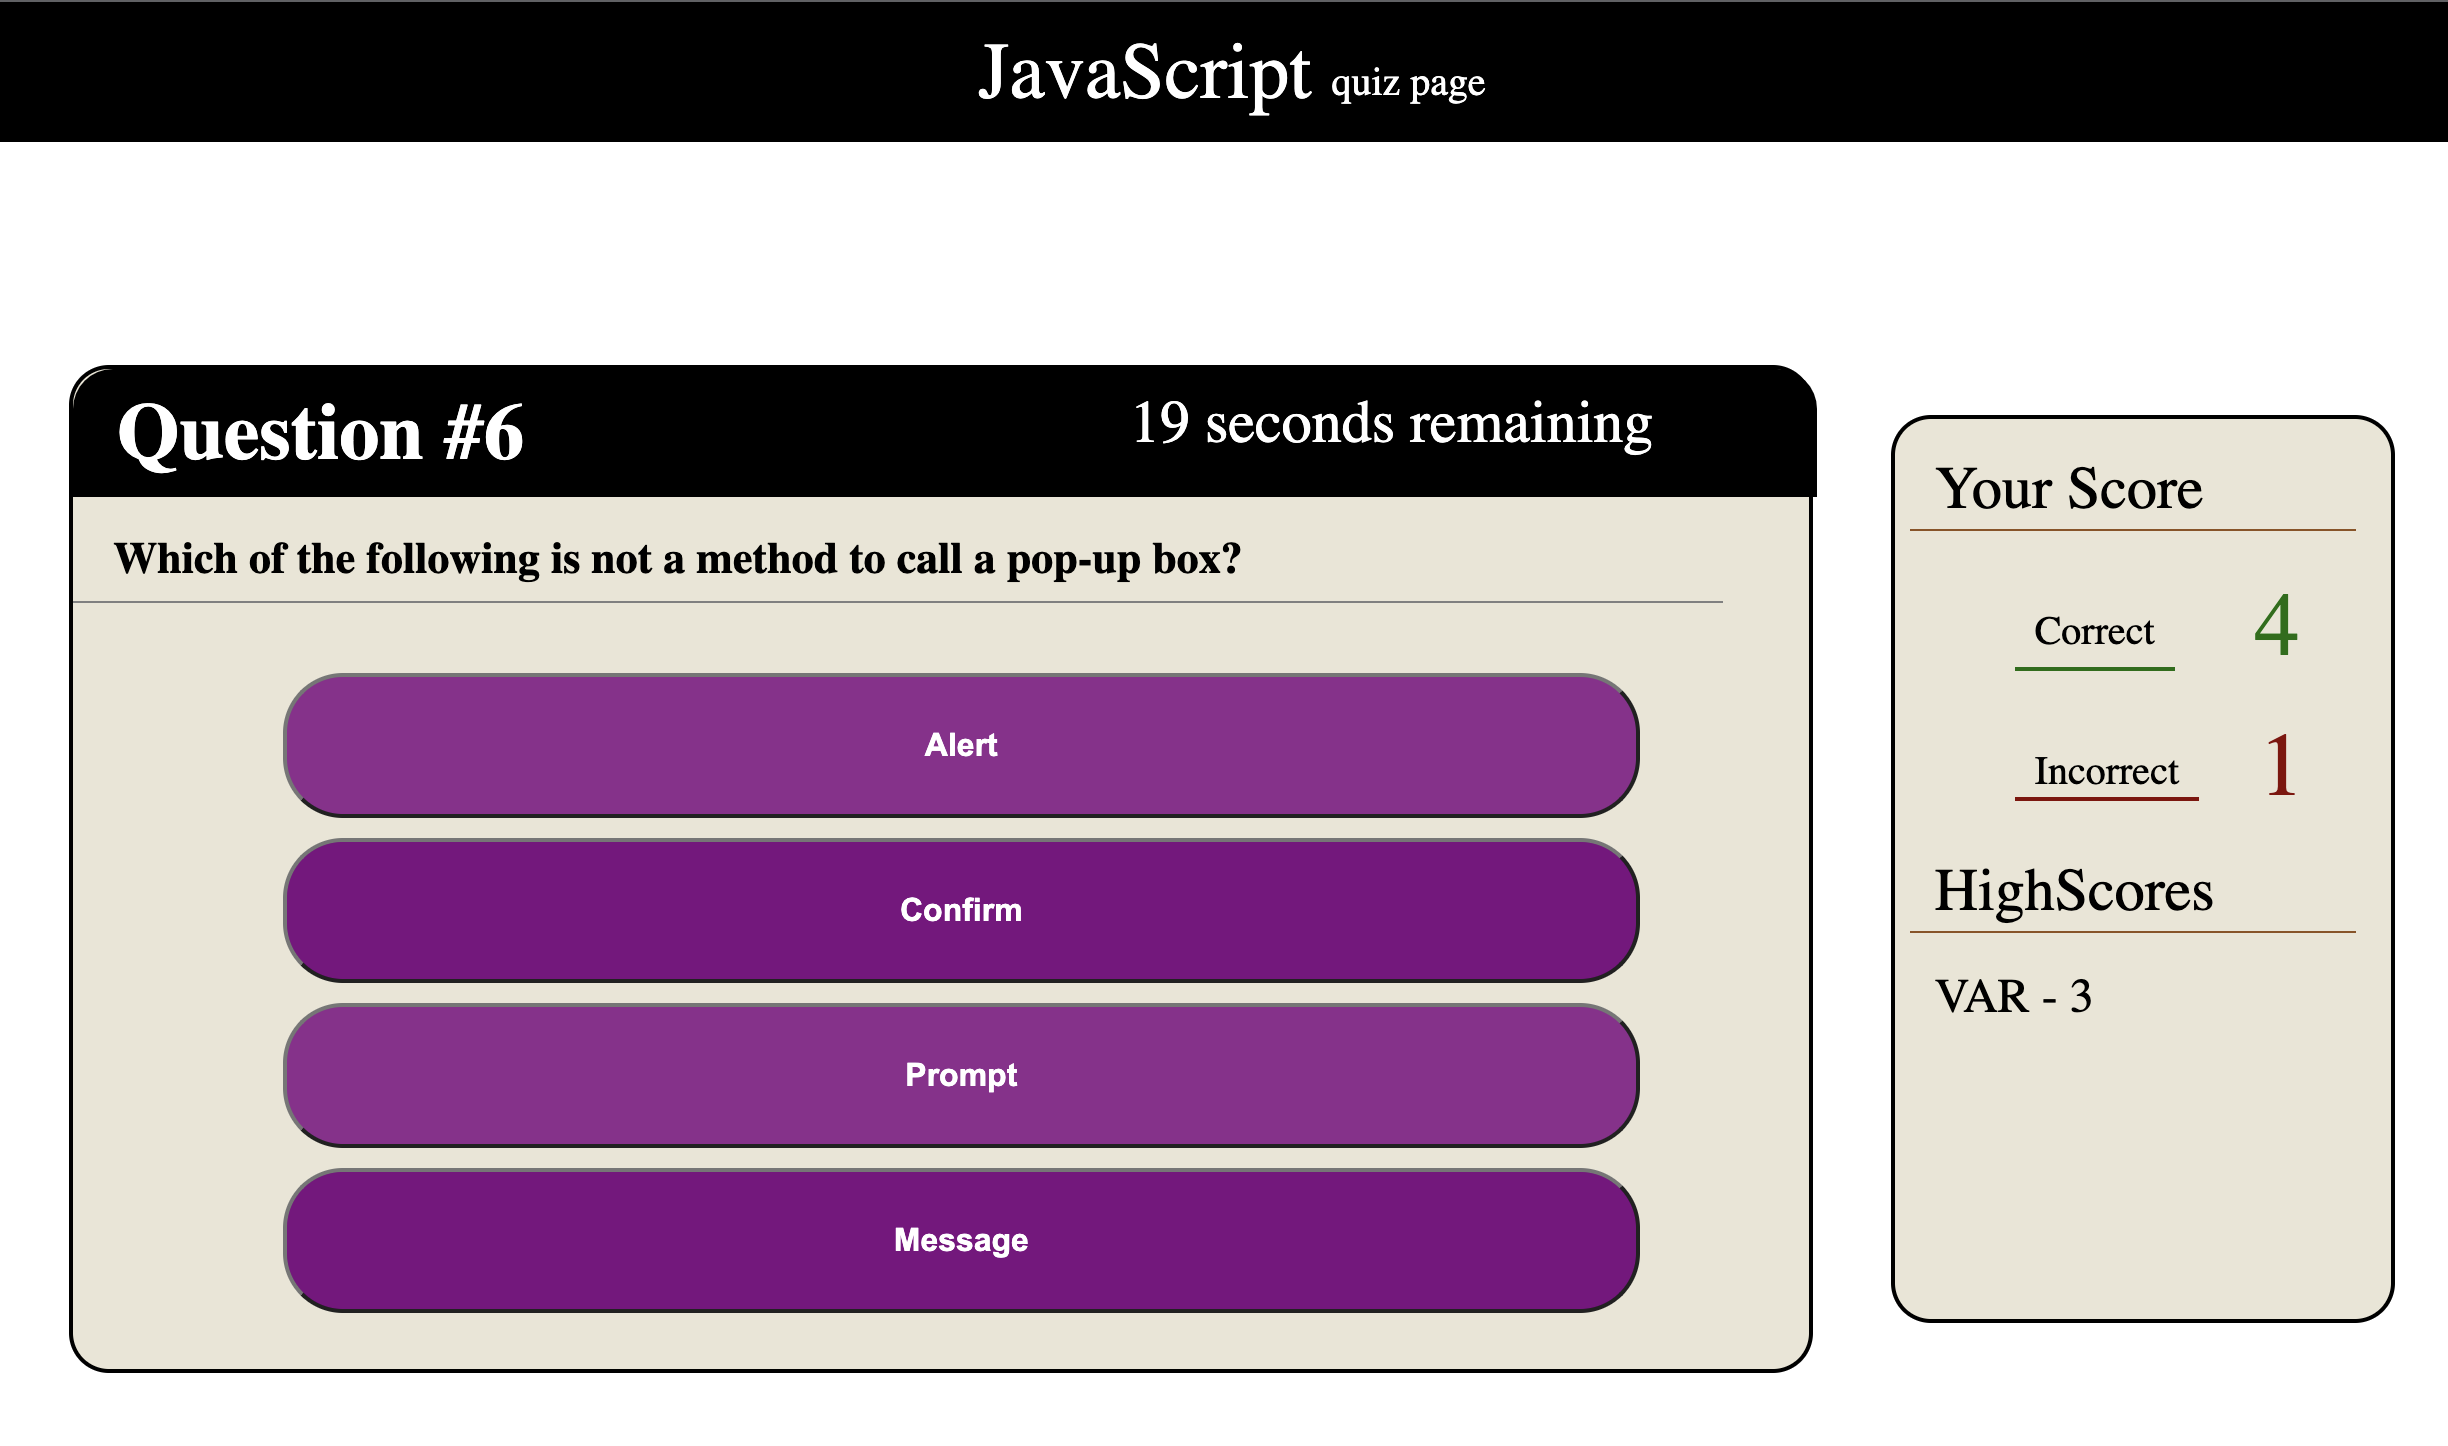 JavaScript quiz page
Question #6
19 seconds remaining
Which of the following is not a method to call a pop-up box?
Alert
Confirm
Prompt
Message
Your Score
Correct 4
Incorrect 1
HighScores
VAR - 3